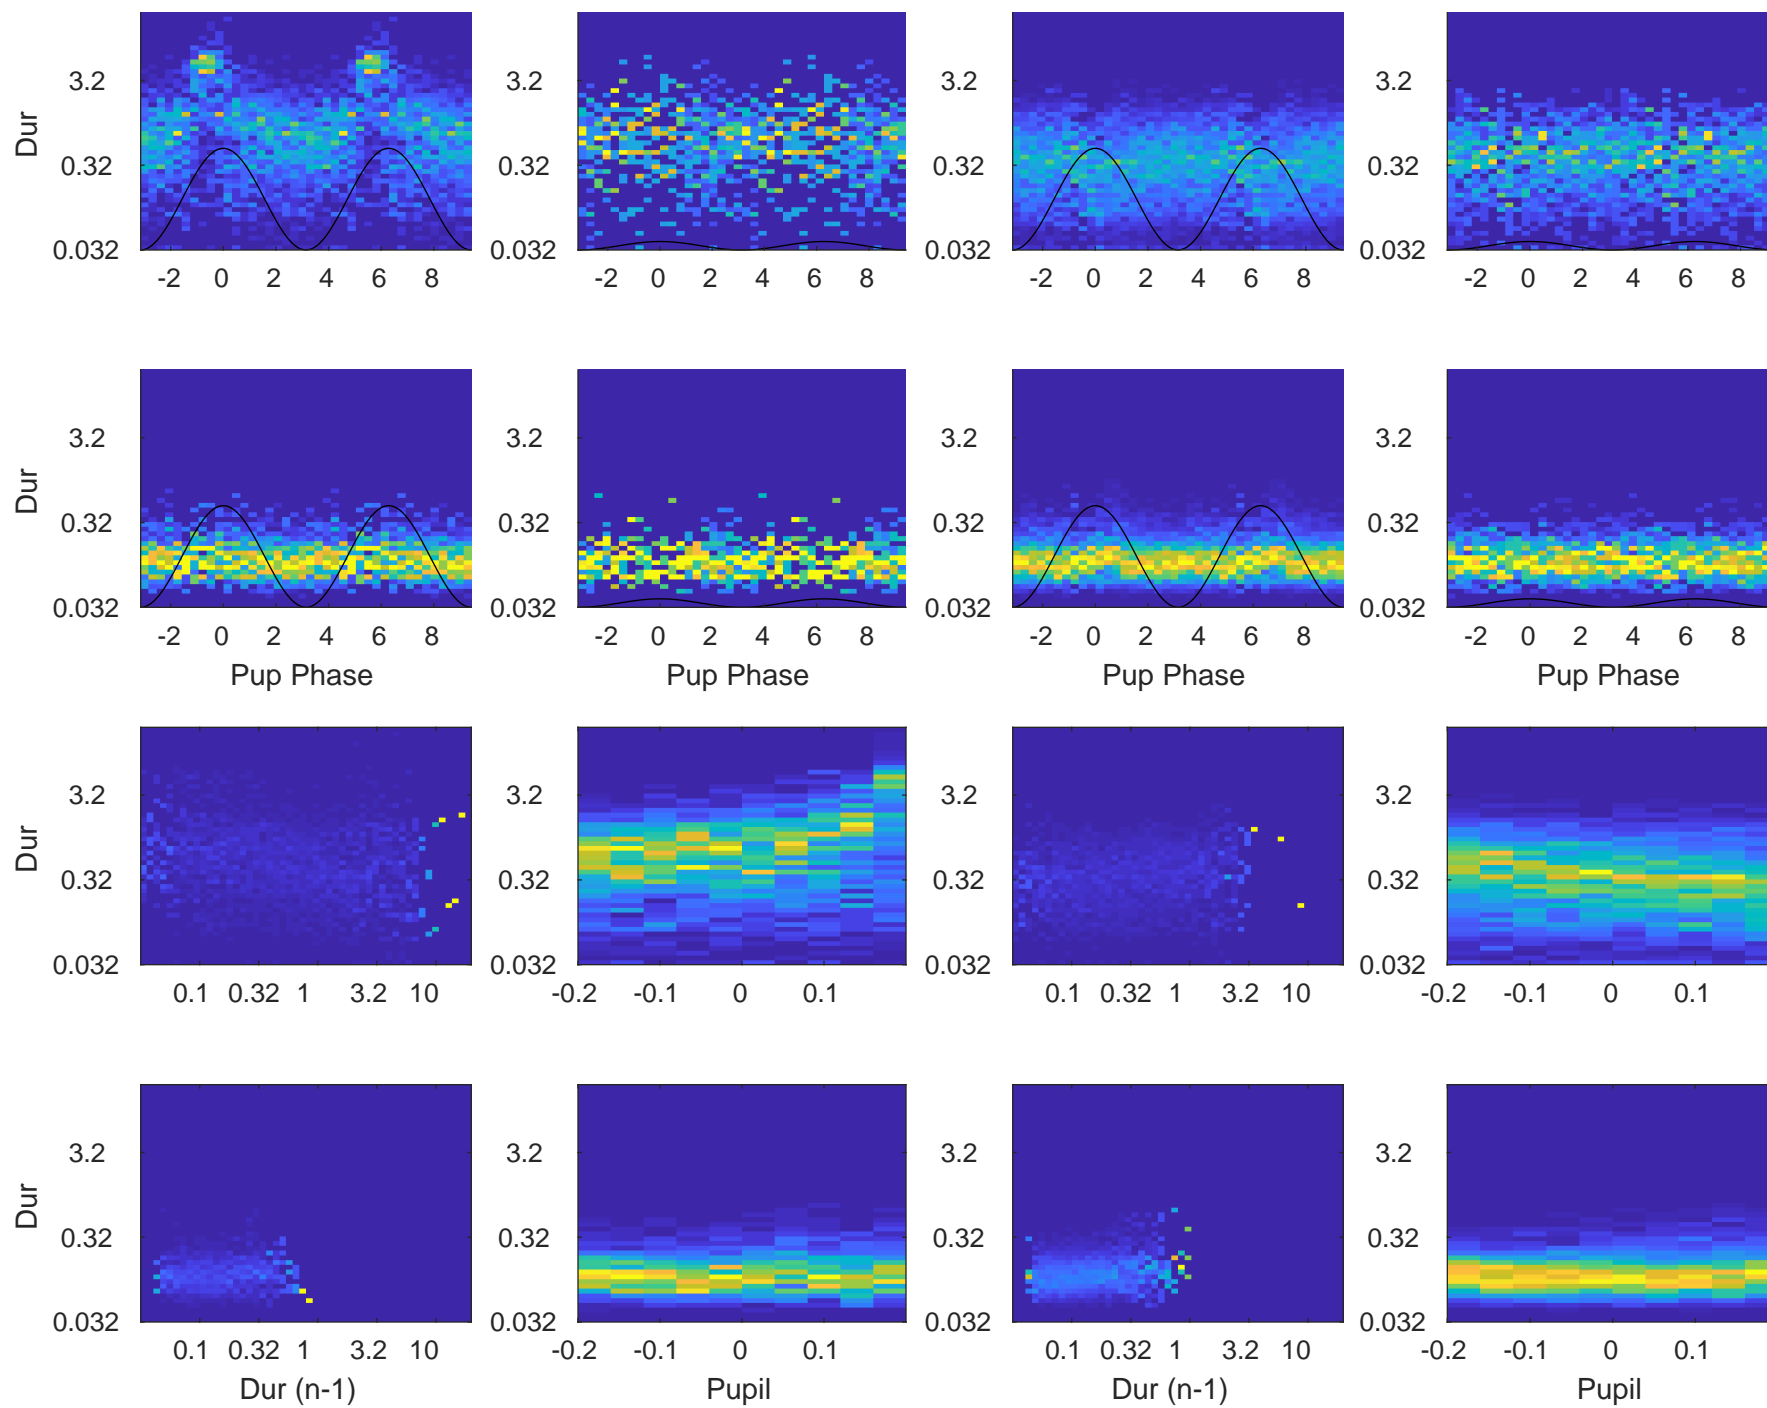 3.2 3.2 3.2 3.2
Dur
0.32 0.32 0.32 0.32
0.032 0.032 0.032 0.032
-2 0 2 4 6 8 -2 0 2 4 6 8 -2 0 2 4 6 8 -2 0 2 4 6 8
3.2 3.2 3.2 3.2
Dur
0.32 0.32 0.32 0.32
0.032 0.032 0.032 0.032
-2 0 2 4 6 8 -2 0 2 4 6 8 -2 0 2 4 6 8 -2 0 2 4 6 8
Pup Phase Pup Phase Pup Phase Pup Phase
3.2 3.2 3.2 3.2
Dur
0.32 0.32 0.32 0.32
0.032 0.032 0.032 0.032
0.1 0.32 1 3.2 10 -0.2 -0.1 0 0.1 0.1 0.32 1 3.2 10 -0.2 -0.1 0 0.1
3.2 3.2 3.2 3.2
Dur
0.32 0.32 0.32 0.32
0.032 0.032 0.032 0.032
0.1 0.32 1 3.2 10 -0.2 -0.1 0 0.1 0.1 0.32 1 3.2 10 -0.2 -0.1 0 0.1
Dur (n-1) Pupil Dur (n-1) Pupil